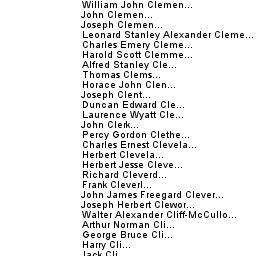 William John Clemen...
John Clemen...
Joseph Clemen...
Leonard Stanley Alexander Cleme...
Charles Emery Cleme...
Harold Scott Clemme...
Alfred Stanley Cle...
Thomas Clems...
Horace John Clen...
Joseph Clent...
Duncan Edward Cle...
Laurence Wyatt Cle...
John Clerk...
Percy Gordon Clethe...
Charles Ernest Clevela...
Herbert Clevela...
Herbert Jesse Cleve...
Richard Cleverd...
Frank Cleverl...
John James Freegard Clever...
Joseph Herbert Clewor...
Walter Alexander Cliff-McCullo...
Arthur Norman Cli...
George Bruce Cli...
Harry Cli...
Jack Cli...